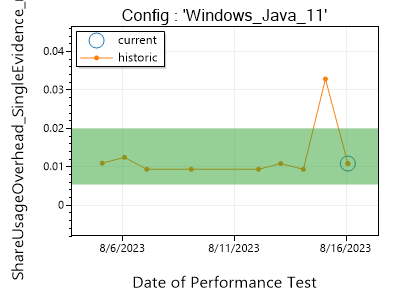 Config : 'Windows_Java_11'
current
historic
0.04
0.03
0.02
0.01
0
8/6/2023
8/11/2023
8/16/2023
Date of Performance Test
ShareUsageOverhead_SingleEvidence_